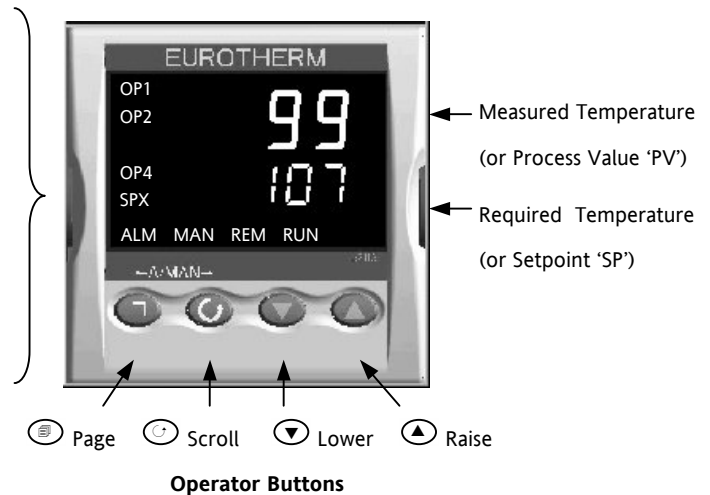 EUROTHERM
OP1
99
OP2
OP4
107
SPX
ALM MAN REM RUN
A/MAN
Measured Temperature
(or Process Value ‘PV’)
Required Temperature
(or Setpoint ‘SP’)
Page Scroll Lower Raise
Operator Buttons